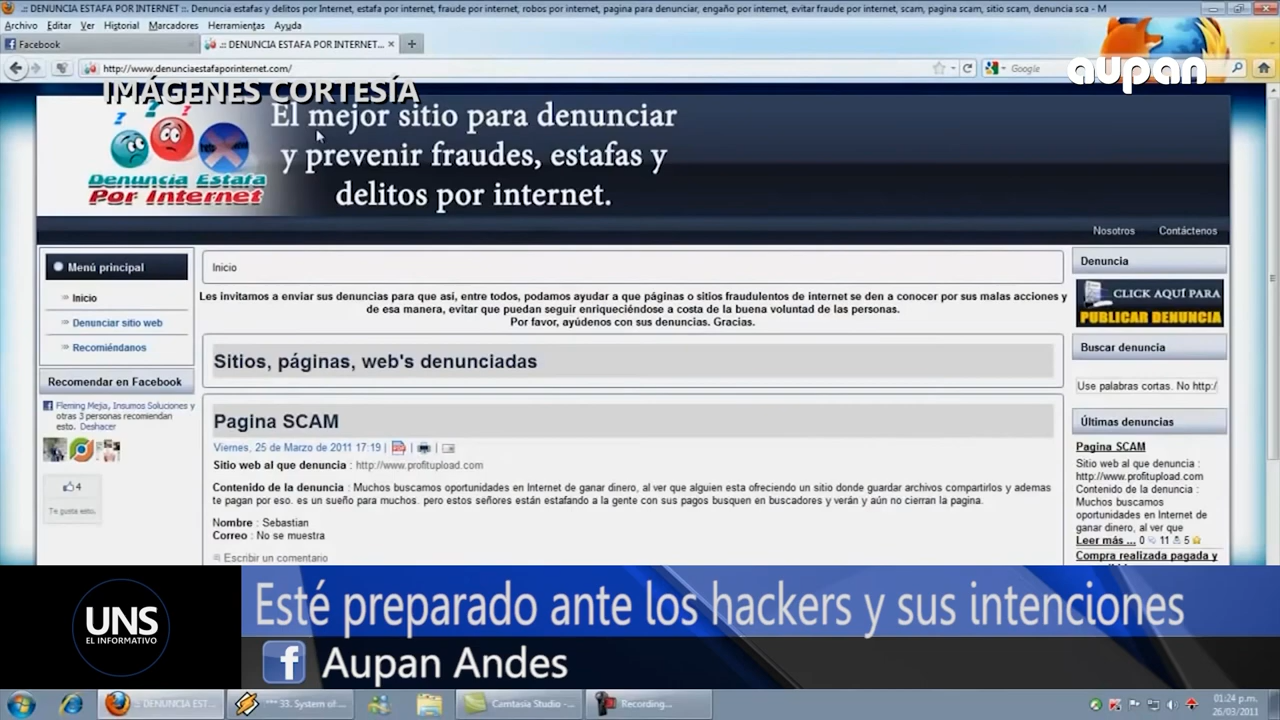 .:: DENUNCIA ESTAFA POR INTERNET ::. Denuncia estafas y delitos por Internet, estafa por internet, fraude por internet, robos por internet, pagina para denunciar, engaño por internet, evitar fraude por internet, scam, pagina scam, sitio scam, denuncia sca - M
Archivo Editar Ver Historial Marcadores Herramientas Ayuda
Facebook
.:: DENUNCIA ESTAFA POR INTERNET...
http://www.denunciaestafaporinternet.com/
Google
aupan
IMÁGENES CORTESÍA
El mejor sitio para denunciar
y prevenir fraudes, estafas y
delitos por internet.
Denuncia Estafa
Por Internet
Nosotros Contáctenos
Menú principal
Inicio
Denunciar sitio web
Recomiéndanos
Recomendar en Facebook
Fleming Mejia, Insumos Soluciones y
otras 3 personas recomiendan
esto. Deshacer
4
Te gusta esto.
Inicio
Les invitamos a enviar sus denuncias para que asi, entre todos, podamos ayudar a que páginas o sitios fraudulentos de internet se den a conocer por sus malas acciones y
de esa manera, evitar que puedan seguir enriqueciéndose a costa de la buena voluntad de las personas.
Por favor, ayúdenos con sus denuncias. Gracias.
Sitios, páginas, web's denunciadas
Pagina SCAM
Viernes, 25 de Marzo de 2011 17:19
Sitio web al que denuncia : http://www.profitupload.com
Contenido de la denuncia : Muchos buscamos oportunidades en Internet de ganar dinero, al ver que alguien esta ofreciendo un sitio donde guardar archivos compartirlos y ademas
te pagan por eso. es un sueño para muchos. pero estos señores están estafando a la gente con sus pagos busquen en buscadores y verán y aún no cierran la pagina.
Nombre : Sebastian
Correo : No se muestra
Escribir un comentario
Denuncia
CLICK AQUÍ PARA
PUBLICAR DENUNCIA
Buscar denuncia
Use palabras cortas. No http:/
Últimas denuncias
Pagina SCAM
Sitio web al que denuncia :
http://www.profitupload.com
Contenido de la denuncia :
Muchos buscamos
oportunidades en Internet de
ganar dinero, al ver que
Leer más ... 0 11 5
Compra realizada pagada y
UNS
EL INFORMATIVO
Esté preparado ante los hackers y sus intenciones
Aupan Andes
:: DENUNCIA EST...
*** 33. System of...
Camtasia Studio -...
Recording...
01:24 p.m.
26/03/2011